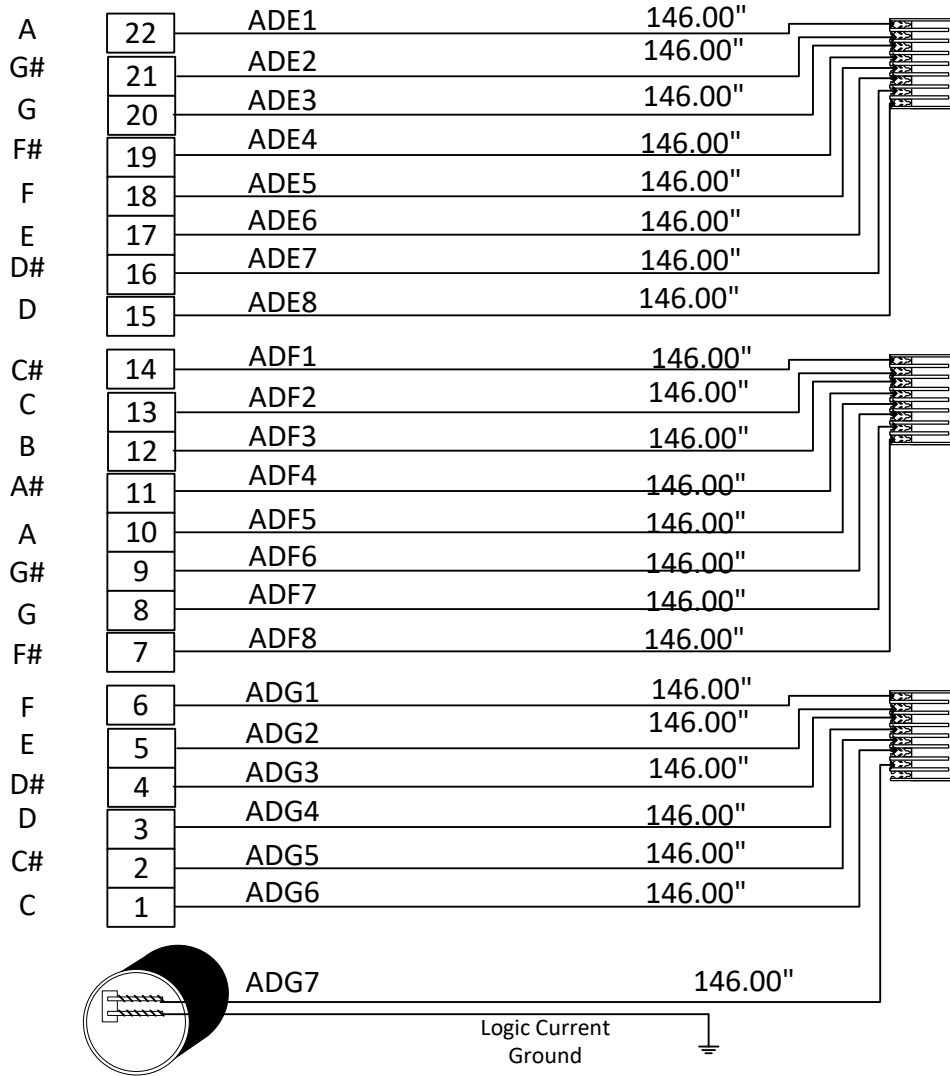 A 22 ADE1 146.00"
G# 21 ADE2 146.00"
G 20 ADE3 146.00"
F# 19 ADE4 146.00"
F 18 ADE5 146.00"
E 17 ADE6 146.00"
D# 16 ADE7 146.00"
D 15 ADE8 146.00"
C# 14 ADF1 146.00"
C 13 ADF2 146.00"
B 12 ADF3 146.00"
A# 11 ADF4 146.00"
A 10 ADF5 146.00"
G# 9 ADF6 146.00"
G 8 ADF7 146.00"
F# 7 ADF8 146.00"
F 6 ADG1 146.00"
E 5 ADG2 146.00"
D# 4 ADG3 146.00"
D 3 ADG4 146.00"
C# 2 ADG5 146.00"
C 1 ADG6 146.00"
ADG7 146.00"
Logic Current
Ground